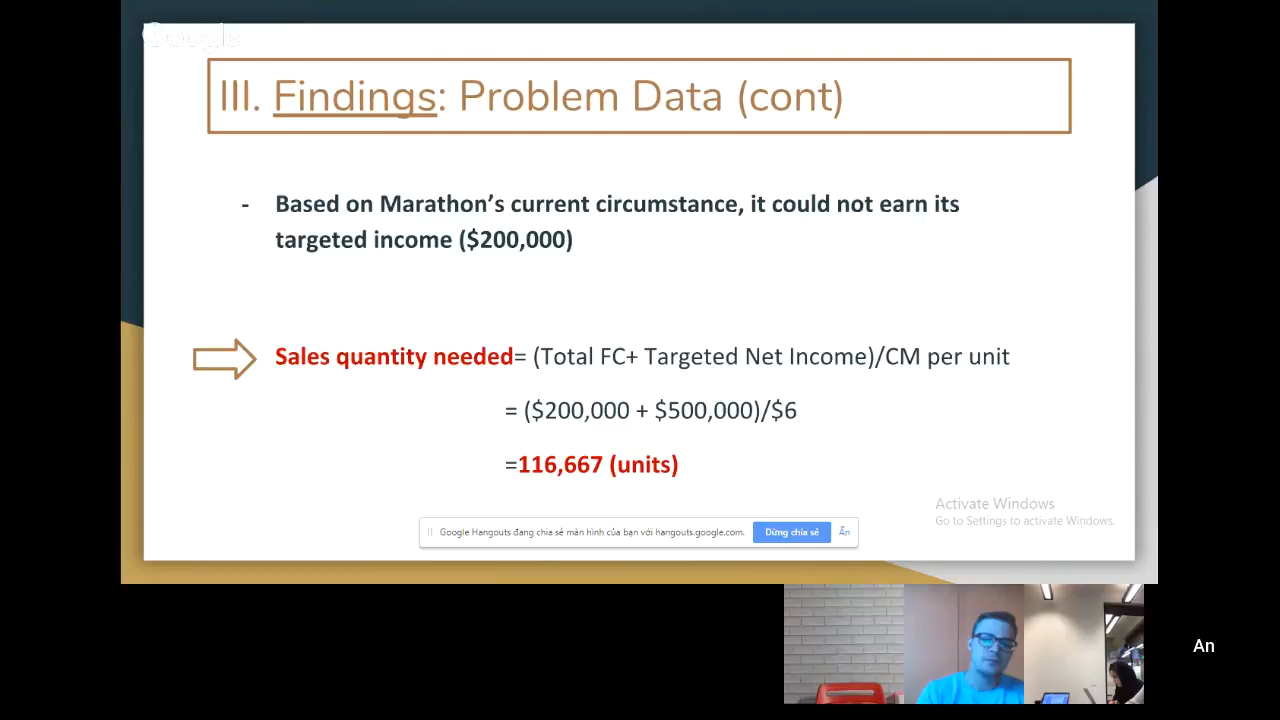 Google
III. Findings: Problem Data (cont)
- Based on Marathon's current circumstance, it could not earn its
targeted income ($200,000)
Sales quantity needed= (Total FC+ Targeted Net Income)/CM per unit
= ($200,000 + $500,000)/$6
=116,667 (units)
Activate Windows
Go to Settings to activate Windows.
Google Hangouts đang chia sẻ màn hình của bạn với hangouts.google.com.
Dừng chia sẻ
Ẩn
An